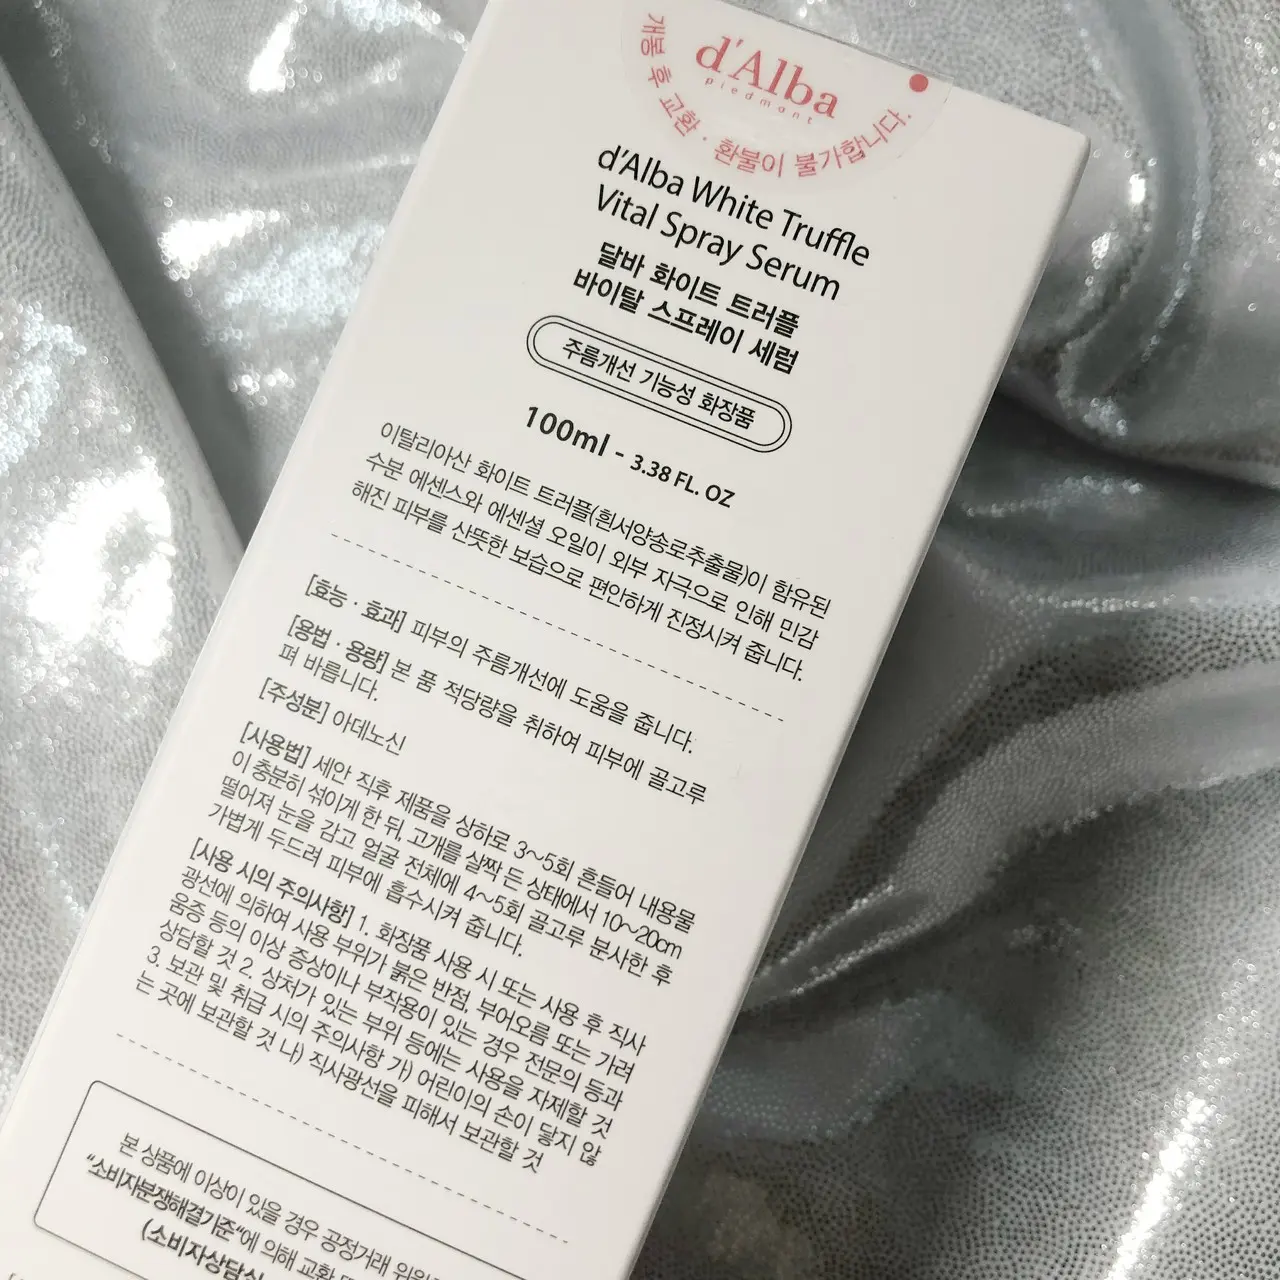 d'Alba
Piedmont
개봉 후 교환 · 환불이 불가합니다.
d'Alba White Truffle
Vital Spray Serum
달바 화이트 트러플
바이탈 스프레이 세럼
주름개선 기능성 화장품
100ml - 3.38 FL. OZ
이탈리아산 화이트 트러플(흰서양송로추출물)이 함유된
수분 에센스와 에센셜 오일이 외부 자극으로 인해 민감
해진 피부를 산뜻한 보습으로 편안하게 진정시켜 줍니다.
[효능 · 효과] 피부의 주름개선에 도움을 줍니다.
[용법 · 용량] 본 품 적당량을 취하여 피부에 골고루
펴 바릅니다.
[주성분] 아데노신
[사용법] 세안 직후 제품을 상하로 3~5회 흔들어 내용물
이 충분히 섞이게 한 뒤, 고개를 살짝 든 상태에서 10~20cm
떨어져 눈을 감고 얼굴 전체에 4~5회 골고루 분사한 후
가볍게 두드려 피부에 흡수시켜 줍니다.
[사용 시의 주의사항] 1. 화장품 사용 시 또는 사용 후 직사
광선에 의하여 사용 부위가 붉은 반점, 부어오름 또는 가려
움증 등의 이상 증상이나 부작용이 있는 경우 전문의 등과
상담할 것 2. 상처가 있는 부위 등에는 사용을 자제할 것
3. 보관 및 취급 시의 주의사항 가) 어린이의 손이 닿지 않
는 곳에 보관할 것 나) 직사광선을 피해서 보관할 것
본 상품에 이상이 있을 경우 공정거래
"소비자분쟁해결기준"에 의해 교환
(소비자상담실